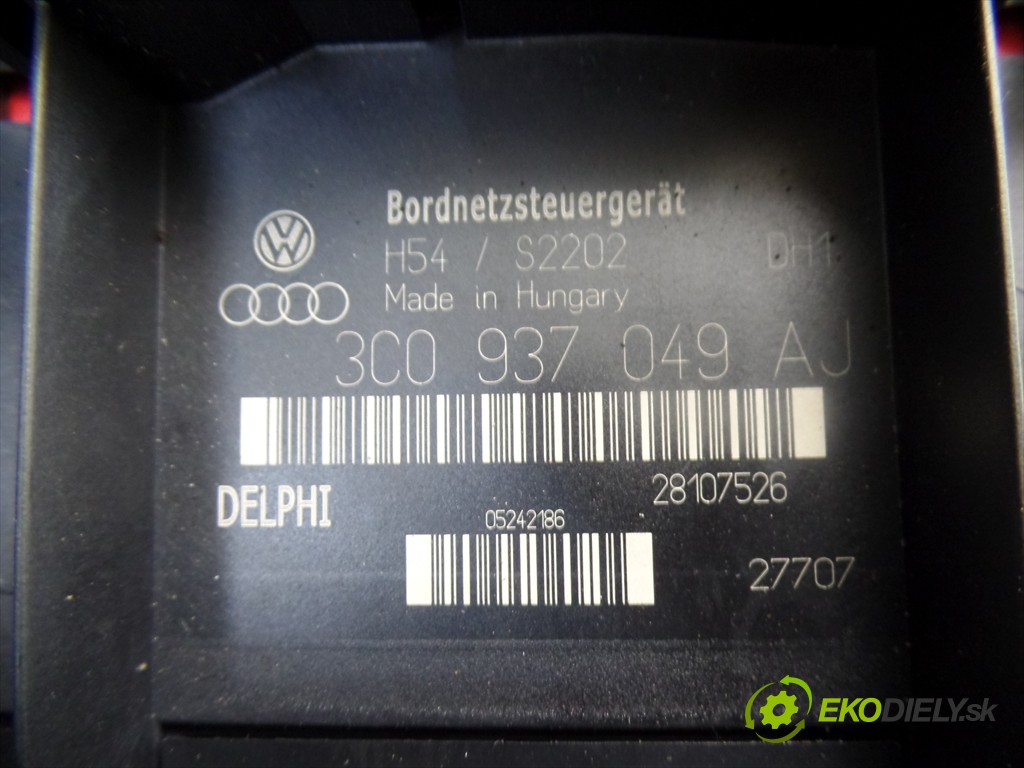 Bordnetzsteuergerät
H54 / S2202 DH1
Made in Hungary
3C0 937 049 AJ
DELPHI 28107526
05242186
27707
EKODIELY.sk